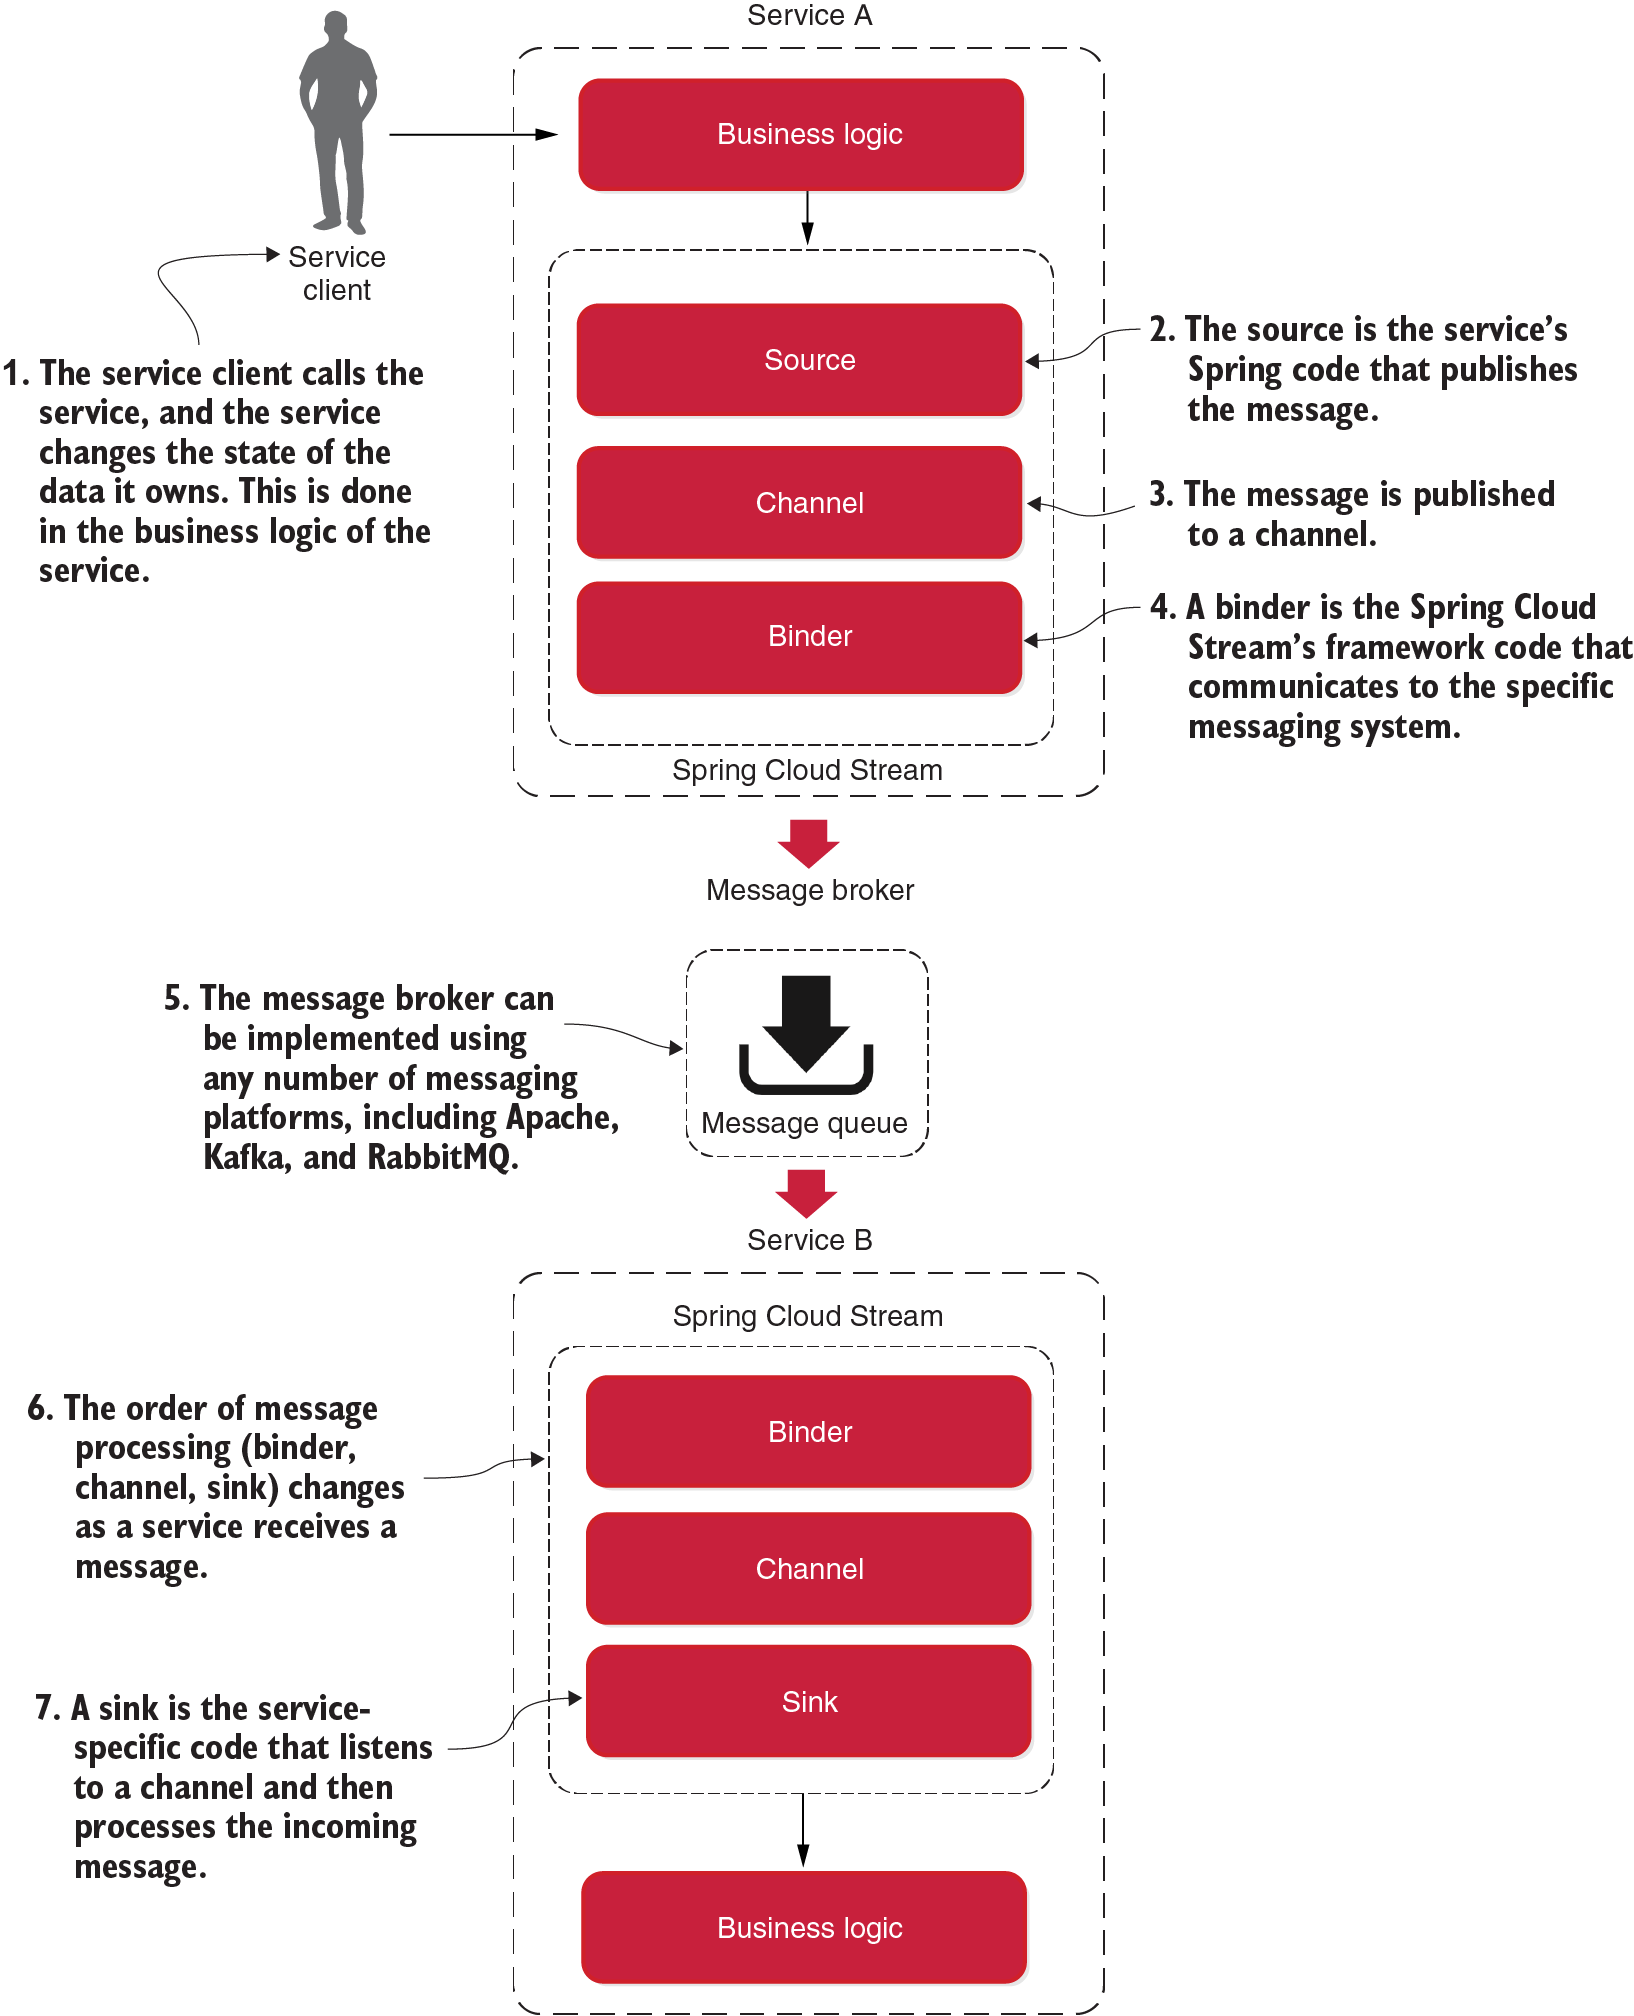 Service A
Business logic
Service
client
1. The service client calls the
service, and the service
changes the state of the
data it owns. This is done
in the business logic of the
service.
Source
2. The source is the service’s
Spring code that publishes
the message.
Channel
3. The message is published
to a channel.
Binder
4. A binder is the Spring Cloud
Stream’s framework code that
communicates to the specific
messaging system.
Spring Cloud Stream
Message broker
5. The message broker can
be implemented using
any number of messaging
platforms, including Apache,
Kafka, and RabbitMQ.
Message queue
Service B
Spring Cloud Stream
Binder
6. The order of message
processing (binder,
channel, sink) changes
as a service receives a
message.
Channel
Sink
7. A sink is the service-
specific code that listens
to a channel and then
processes the incoming
message.
Business logic